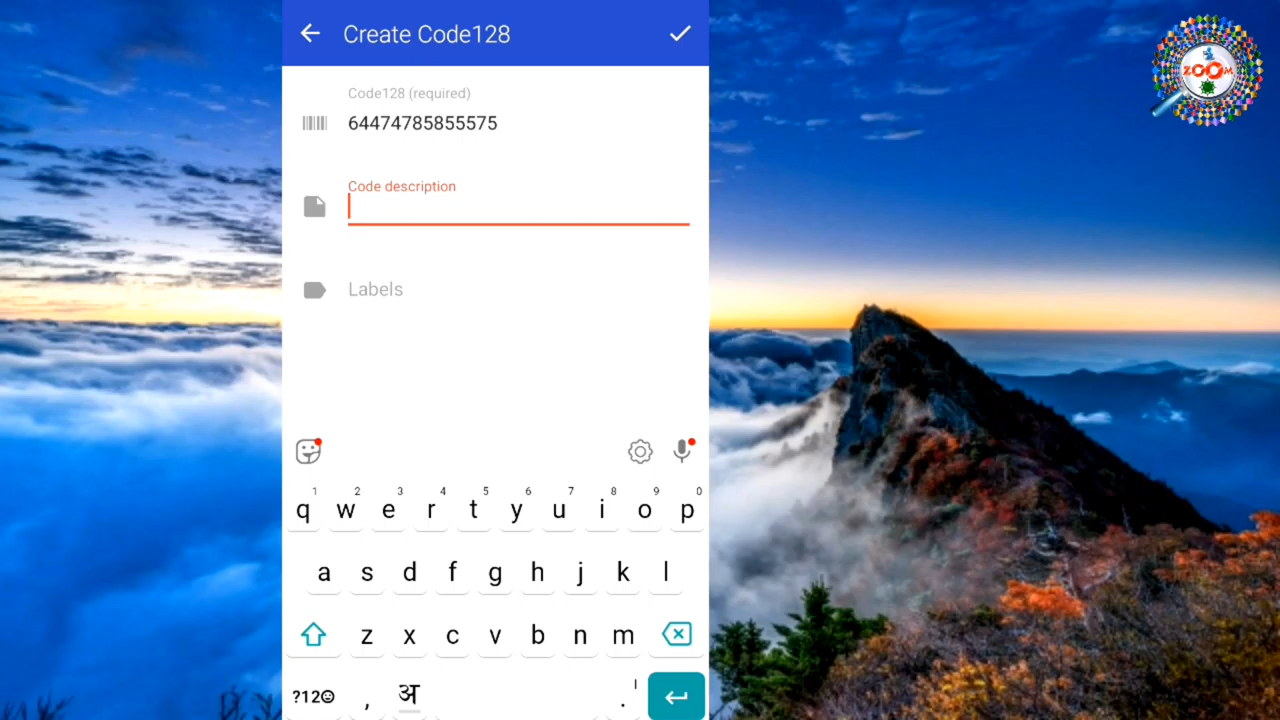 Create Code128
Code128 (required)
64474785855575
Code description
Labels
1 2 3 4 5 6 7 8 9 0
q w e r t y u i o p
a s d f g h j k l
z x c v b n m
?12☺ , अ . |
ZOOM